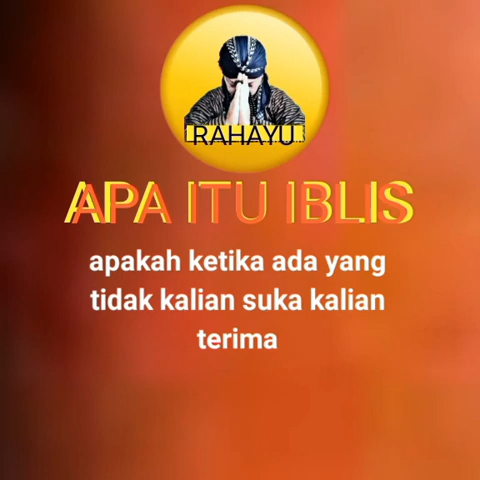 RAHAYU
APA ITU IBLIS
apakah ketika ada yang
tidak kalian suka kalian
terima